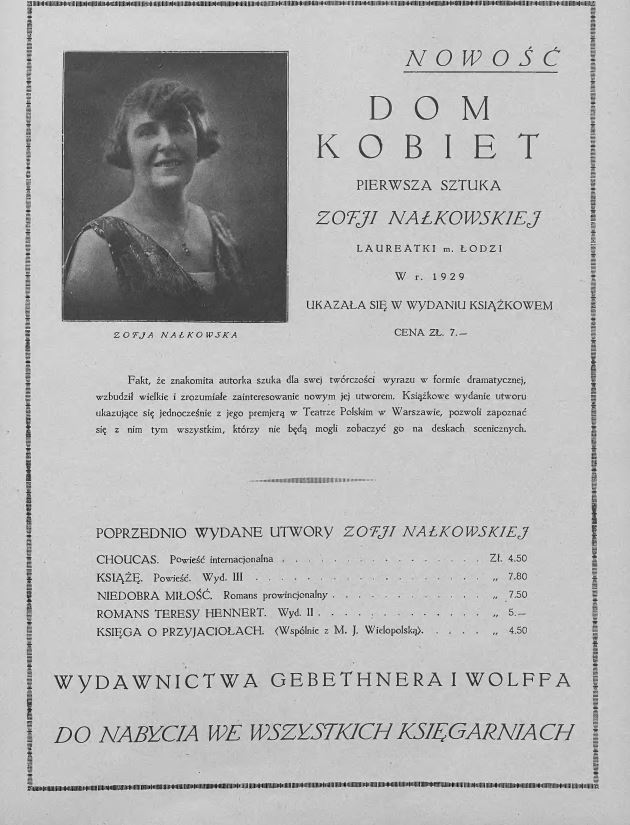 NOWOŚĆ
DOM
KOBIET
PIERWSZA SZTUKA
ZOFJI NAŁKOWSKIEJ
LAUREATKI m. ŁODZI
W r. 1929
UKAZAŁA SIĘ W WYDANIU KSIĄŻKOWEM
CENA ZŁ. 7.—
ZOFJA NAŁKOWSKA
Fakt, że znakomita autorka szuka dla swej twórczości wyrazu w formie dramatycznej,
wzbudził wielkie i zrozumiałe zainteresowanie nowym jej utworem. Książkowe wydanie utworu
ukazujące się jednocześnie z jego premjerą w Teatrze Polskim w Warszawie, pozwoli zapoznać
się z nim tym wszystkim, którzy nie będą mogli zobaczyć go na deskach scenicznych.
POPRZEDNIO WYDANE UTWORY ZOFJI NAŁKOWSKIEJ
CHOUCAS. Powieść internacjonalna . . . . . . . . . . . . . . . Zł. 4.50
KSIĄŻĘ. Powieść. Wyd. III . . . . . . . . . . . . . . . . „ 7.80
NIEDOBRA MIŁOŚĆ. Romans prowincjonalny . . . . . . . . . . . . „ 7.50
ROMANS TERESY HENNERT. Wyd. II . . . . . . . . . . . . „ 5.—
KSIĘGA O PRZYJACIOŁACH. (Wspólnie z M. J. Wielopolską). . . . . „ 4.50
WYDAWNICTWA GEBETHNERA I WOLFFA
DO NABYCIA WE WSZYSTKICH KSIĘGARNIACH